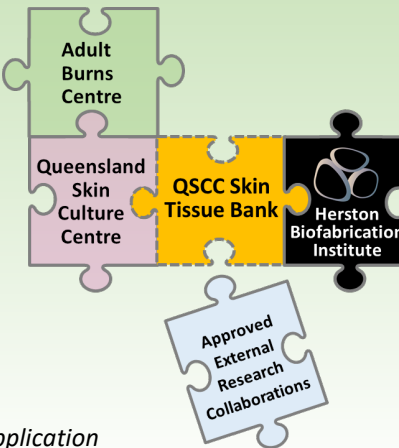 Adult
Burns
Centre
Queensland
Skin
Culture
Centre
QSCC Skin
Tissue Bank
Herston
Biofabrication
Institute
Approved
External
Research
Collaborations
pplication